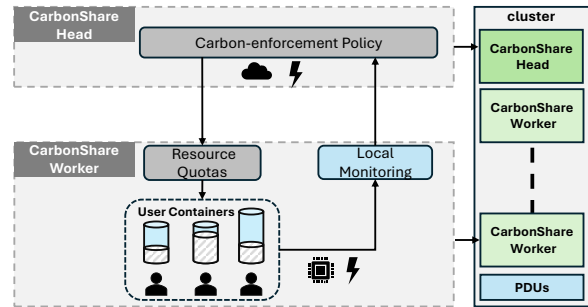 CarbonShare
Head
Carbon-enforcement Policy
cluster
CarbonShare
Head
CarbonShare
Worker
CarbonShare
Worker
Resource
Quotas
Local
Monitoring
User Containers
CarbonShare
Worker
PDUs